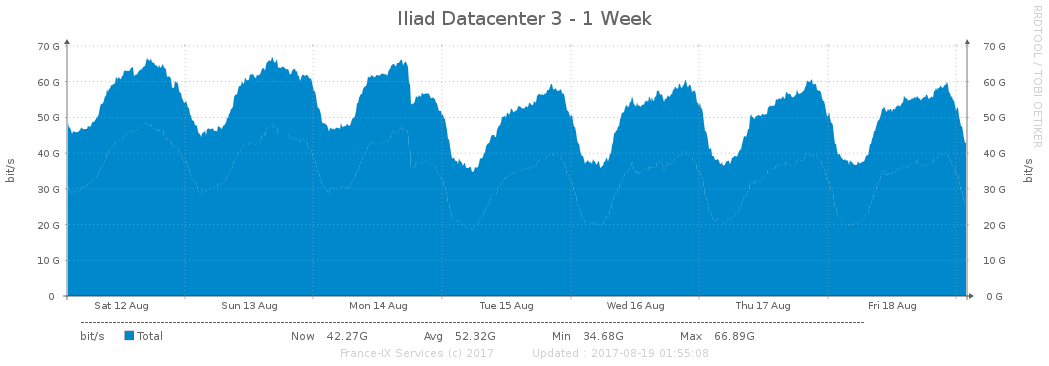 Iliad Datacenter 3 - 1 Week
RRDTOOL / TOBI OETIKER
70 G 70 G
60 G 60 G
50 G 50 G
40 G 40 G
30 G 30 G
20 G 20 G
10 G 10 G
0 0 G
bit/s bit/s
Sat 12 Aug Sun 13 Aug Mon 14 Aug Tue 15 Aug Wed 16 Aug Thu 17 Aug Fri 18 Aug
bit/s Total Now 42.27G Avg 52.32G Min 34.68G Max 66.89G
France-IX Services (c) 2017 Updated : 2017-08-19 01:55:08